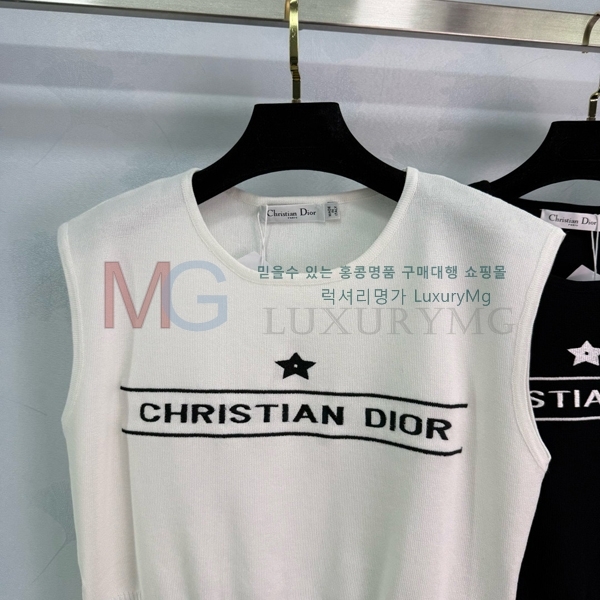 Christian Dior
PARIS
Christian Dior
믿을수 있는 홍콩명품 구매대행 쇼핑몰
럭셔리명가 LuxuryMg
MG
LUXURYMG
CHRISTIAN DIOR
STIA